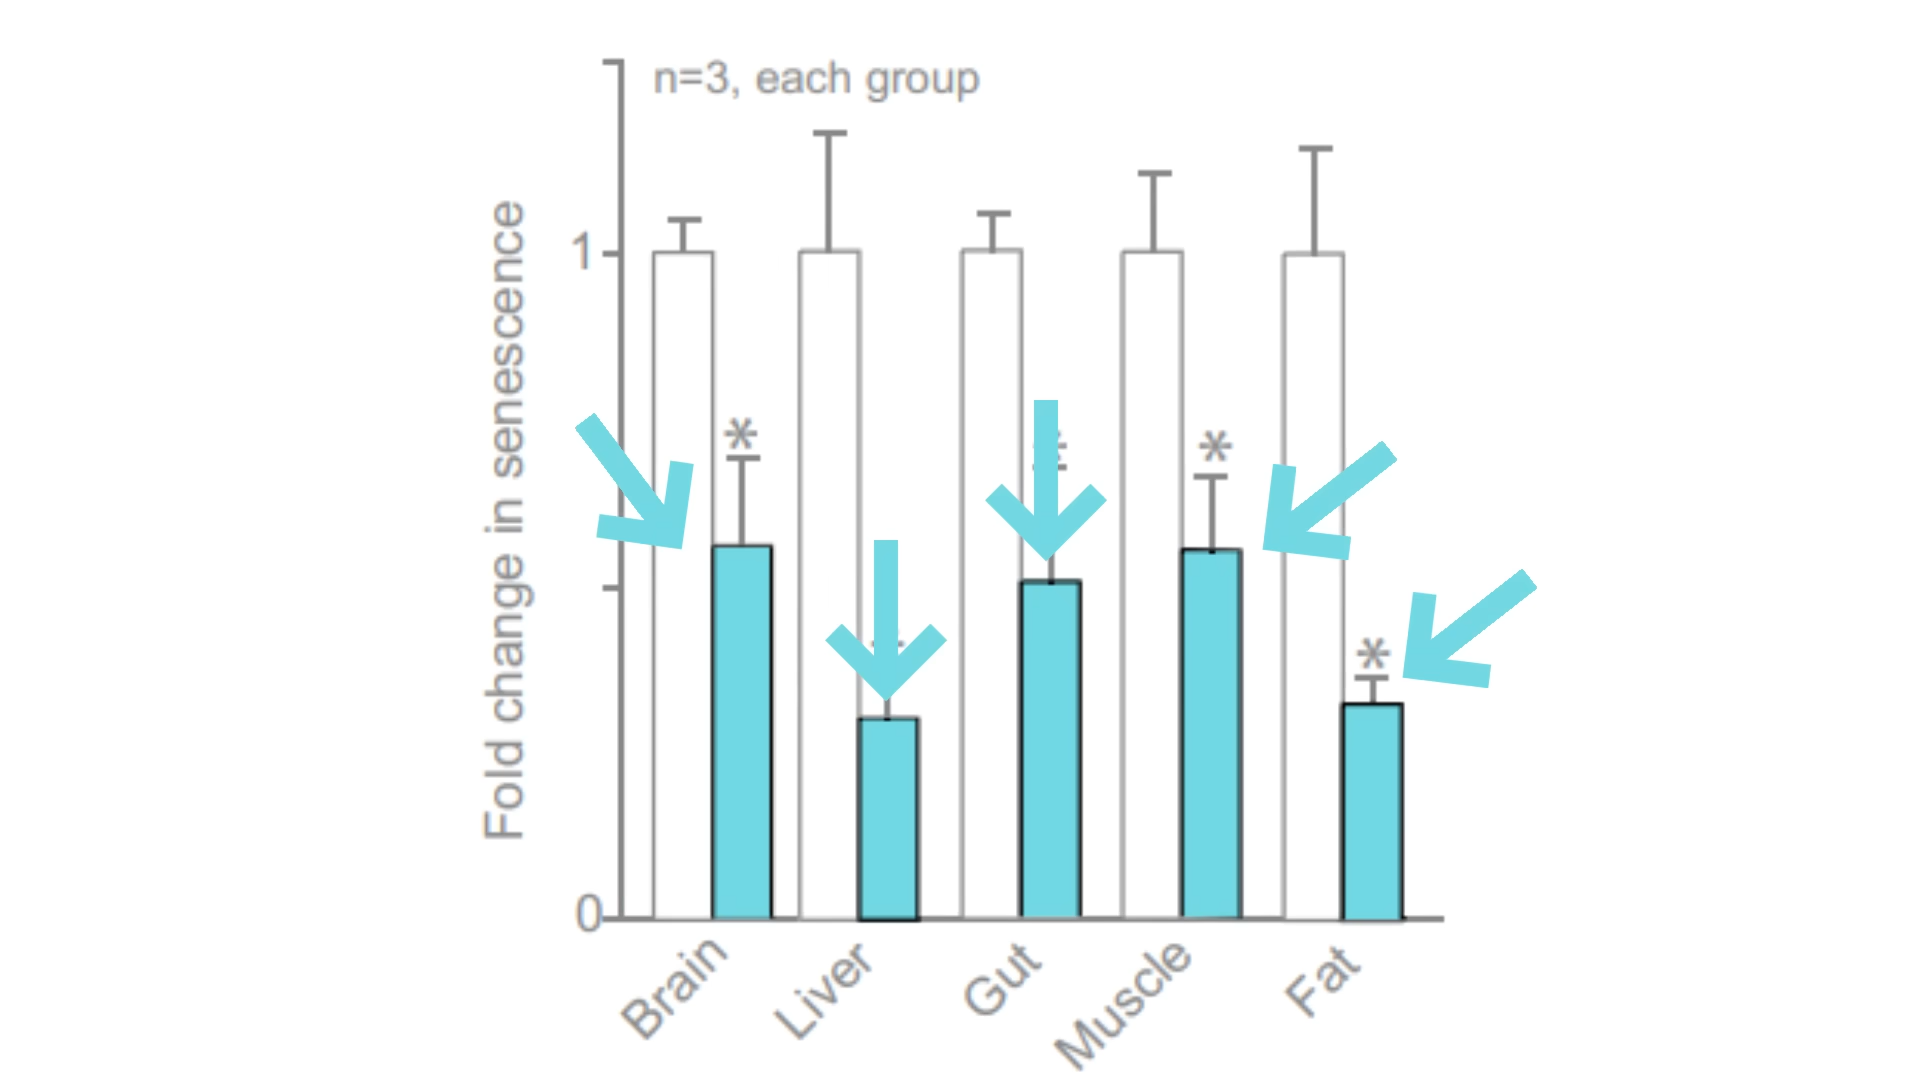 n=3, each group
Fold change in senescence
1
0
*
*
*
*
Brain
Liver
Gut
Muscle
Fat